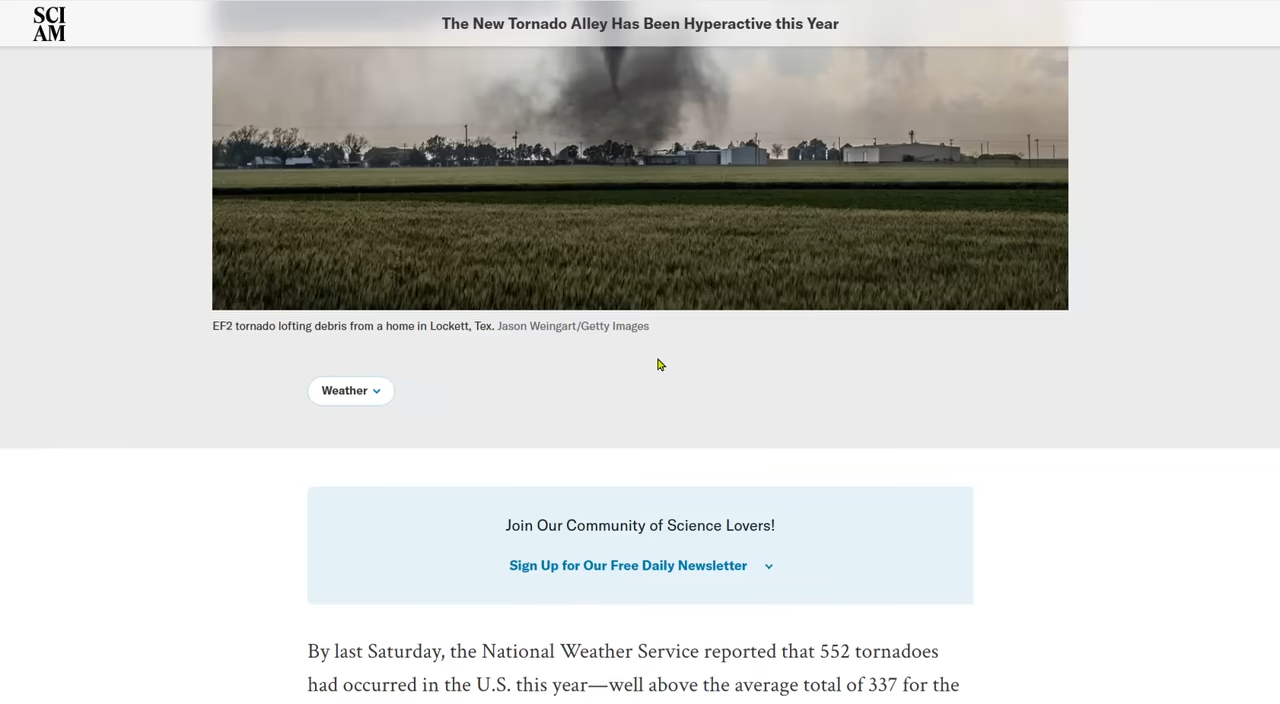 SCI
AM
The New Tornado Alley Has Been Hyperactive this Year
EF2 tornado lofting debris from a home in Lockett, Tex. Jason Weingart/Getty Images
Weather
Join Our Community of Science Lovers!
Sign Up for Our Free Daily Newsletter
By last Saturday, the National Weather Service reported that 552 tornadoes
had occurred in the U.S. this year—well above the average total of 337 for the